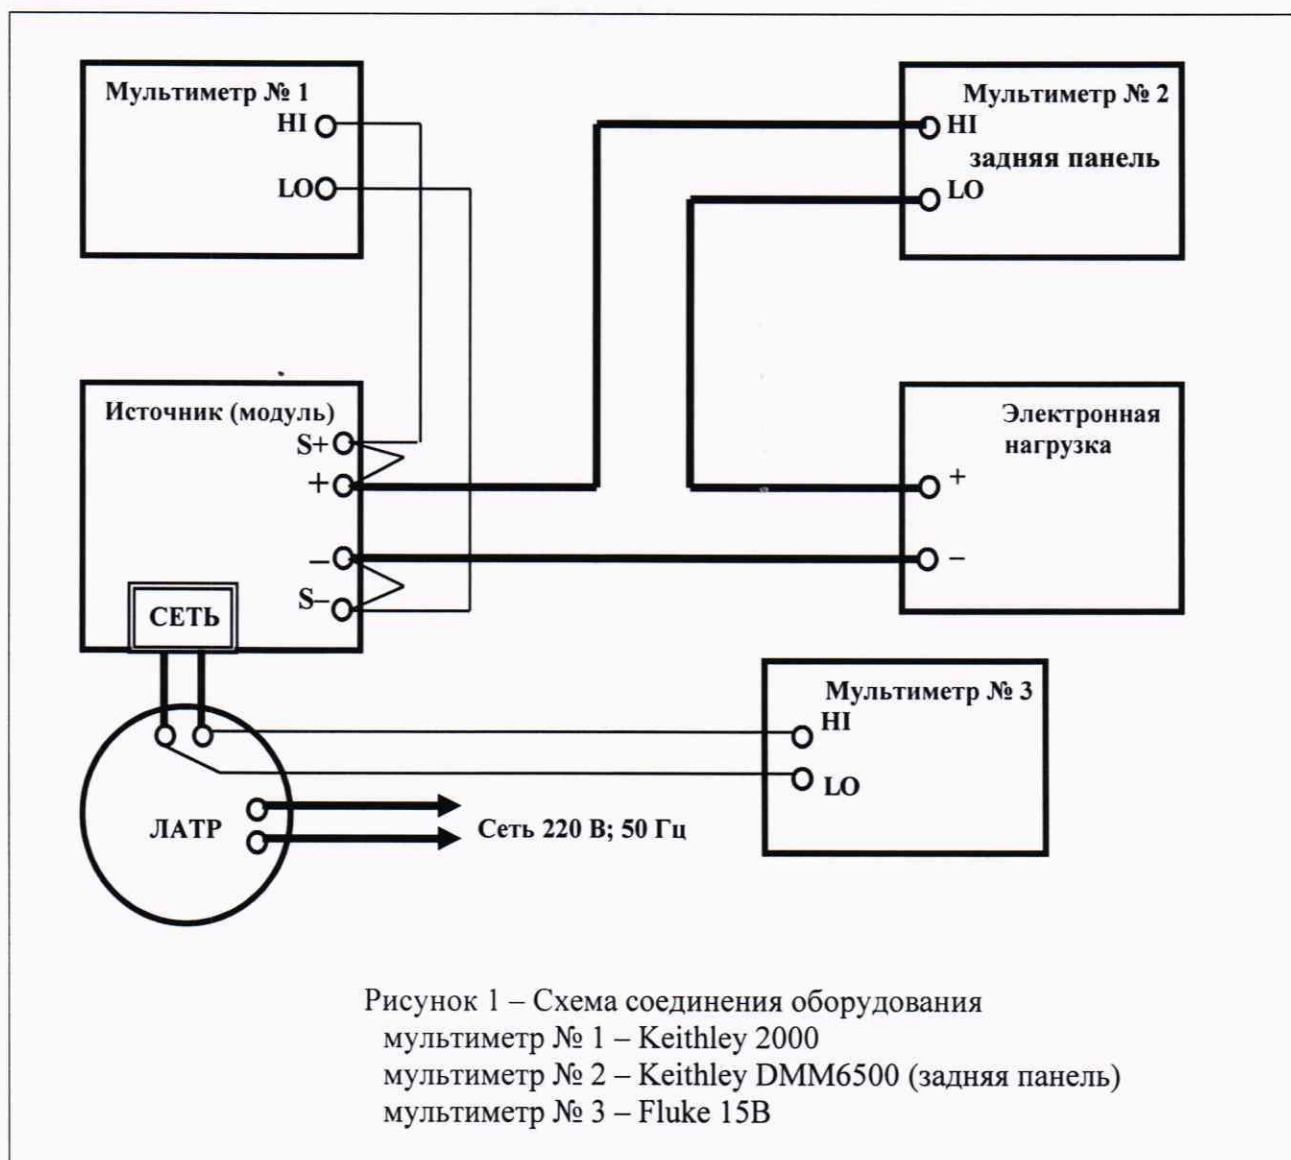 Мультиметр № 1
HI
LO
Мультиметр № 2
HI
задняя панель
LO
Источник (модуль)
S+
+
–
S–
СЕТЬ
Электронная
нагрузка
+
–
Мультиметр № 3
HI
LO
ЛАТР
Сеть 220 В; 50 Гц
Рисунок 1 – Схема соединения оборудования
мультиметр № 1 – Keithley 2000
мультиметр № 2 – Keithley DMM6500 (задняя панель)
мультиметр № 3 – Fluke 15B